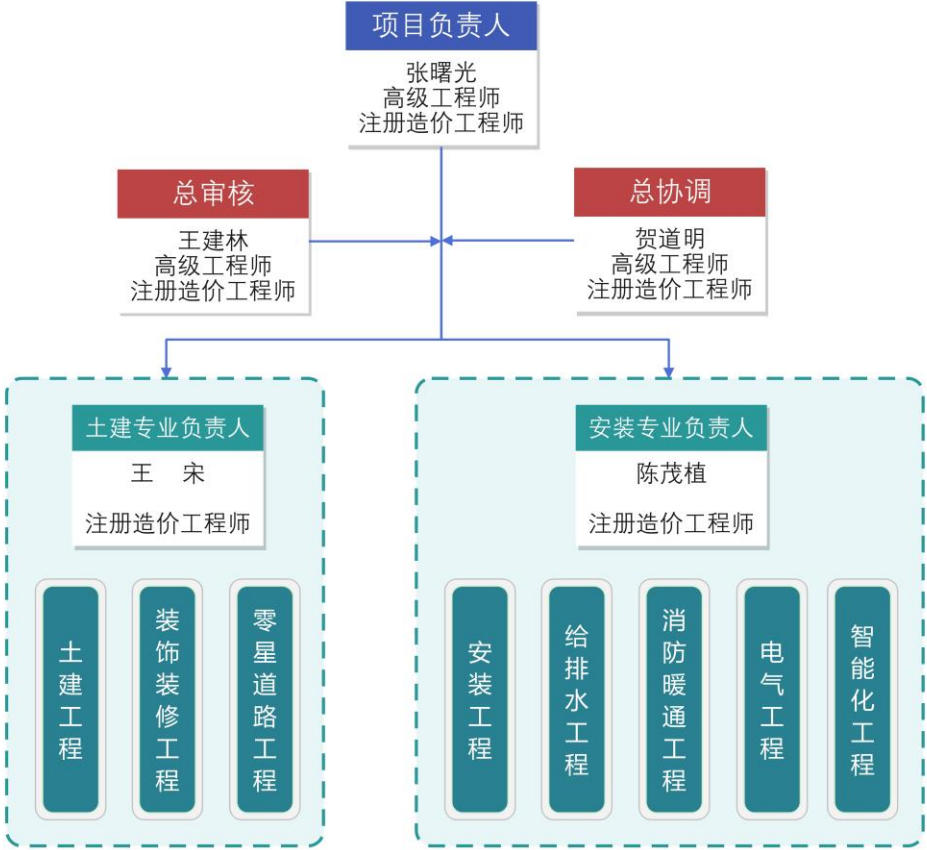 项目负责人
张曙光
高级工程师
注册造价工程师
总审核
王建林
高级工程师
注册造价工程师
总协调
贺道明
高级工程师
注册造价工程师
土建专业负责人
王 宋
注册造价工程师
土建工程
装饰装修工程
零星道路工程
安装专业负责人
陈茂植
注册造价工程师
安装工程
给排水工程
消防暖通工程
电气工程
智能化工程